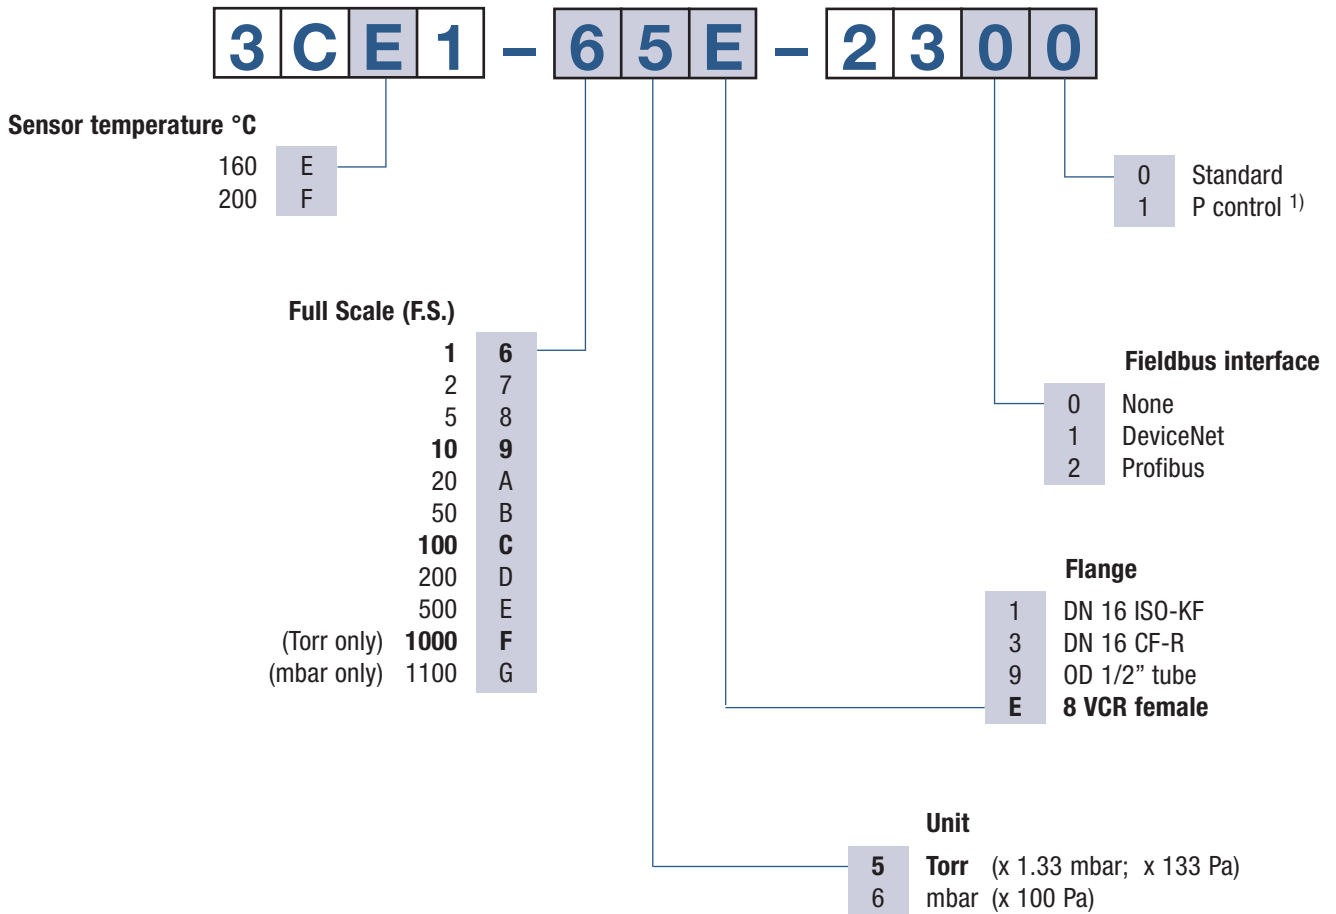 3CE1 – 65E – 2300
Sensor temperature °C
160 E
200 F
0 Standard
1 P control 1)
Full Scale (F.S.)
1 6
2 7
5 8
10 9
20 A
50 B
100 C
200 D
500 E
(Torr only) 1000 F
(mbar only) 1100 G
Fieldbus interface
0 None
1 DeviceNet
2 Profibus
Flange
1 DN 16 ISO-KF
3 DN 16 CF-R
9 OD 1/2” tube
E 8 VCR female
Unit
5 Torr (x 1.33 mbar; x 133 Pa)
6 mbar (x 100 Pa)